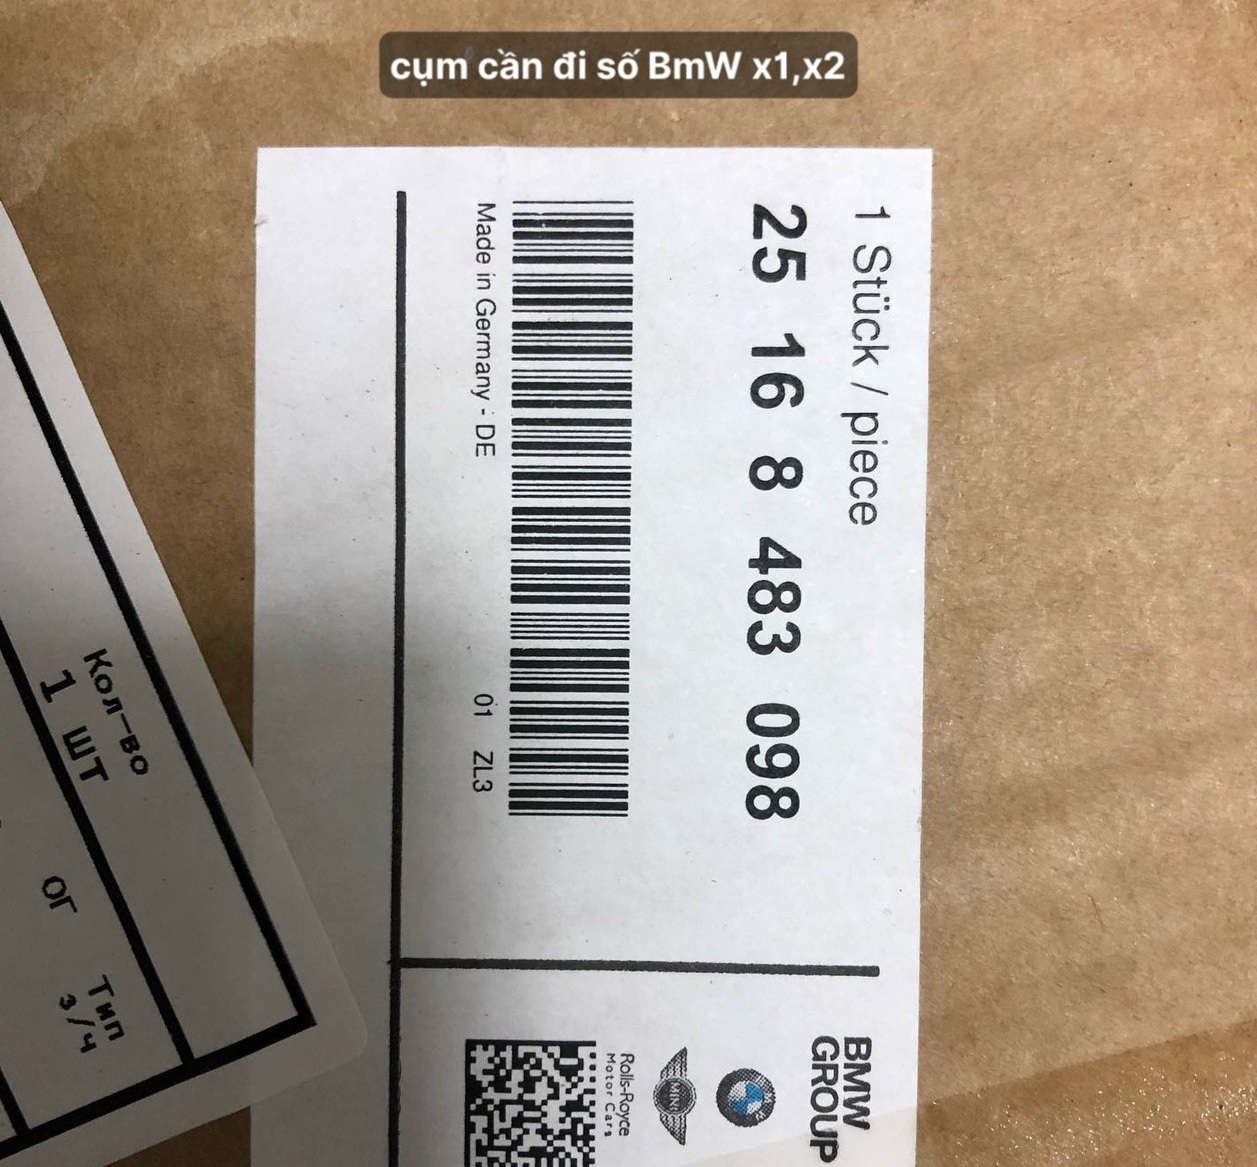 cụm cần đi số BmW x1,x2
1 Stück / piece
25 16 8 483 098
Made in Germany - DE
01 ZL3
BMW
GROUP
MINI
Rolls-Royce
Motor Cars
Кол-во
1 шт
ог
Тип
з/ч